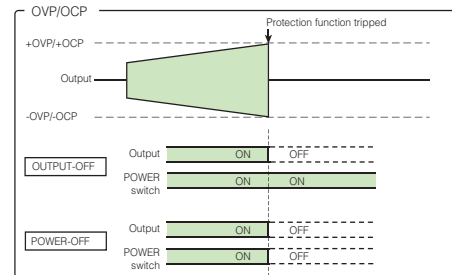 OVP/OCP
Protection function tripped
+OVP/+OCP
Output
-OVP/-OCP
OUTPUT-OFF
Output ON OFF
POWER switch ON ON
POWER-OFF
Output ON OFF
POWER switch ON OFF